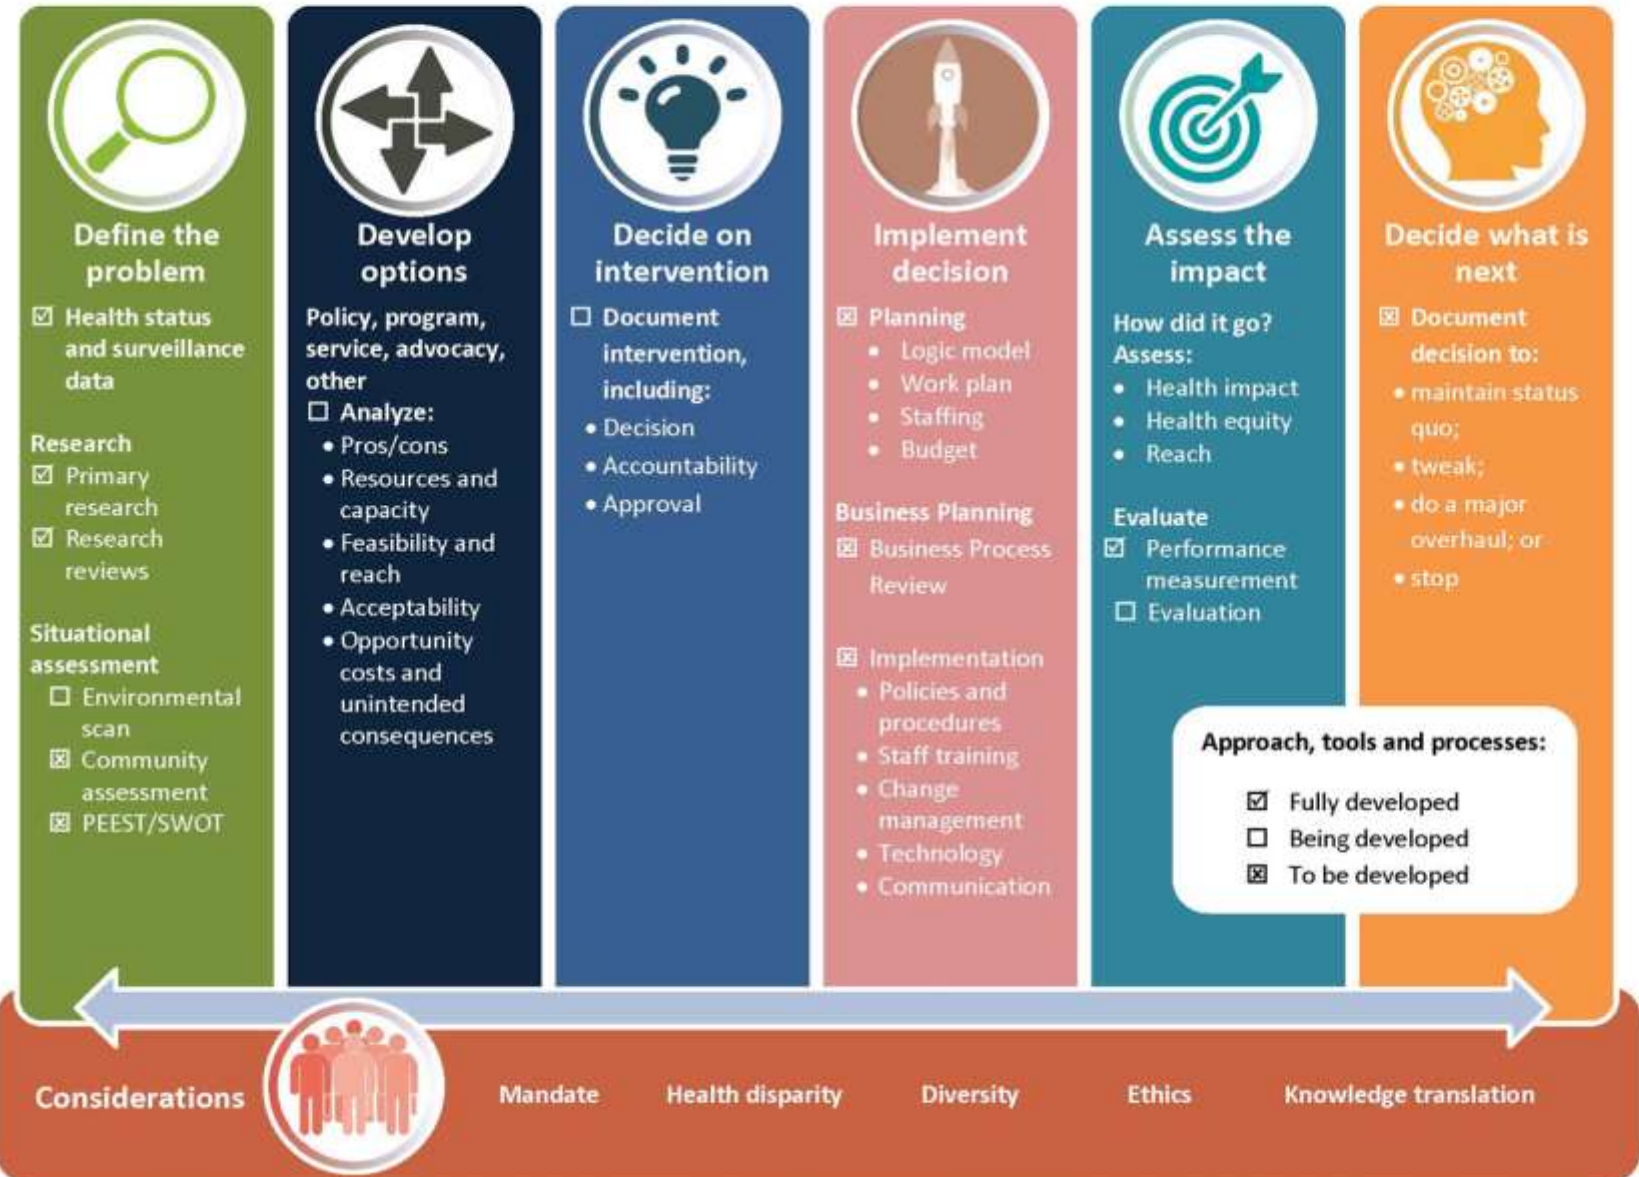 Define the
problem
☑ Health status
and surveillance
data
Research
☑ Primary
research
☑ Research
reviews
Situational
assessment
☐ Environmental
scan
☒ Community
assessment
☒ PEEST/SWOT
Develop
options
Policy, program,
service, advocacy,
other
☐ Analyze:
• Pros/cons
• Resources and
capacity
• Feasibility and
reach
• Acceptability
• Opportunity
costs and
unintended
consequences
Decide on
intervention
☐ Document
intervention,
including:
• Decision
• Accountability
• Approval
Implement
decision
☒ Planning
• Logic model
• Work plan
• Staffing
• Budget
Business Planning
☒ Business Process
Review
☒ Implementation
• Policies and
procedures
• Staff training
• Change
management
• Technology
• Communication
Assess the
impact
How did it go?
Assess:
• Health impact
• Health equity
• Reach
Evaluate
☑ Performance
measurement
☐ Evaluation
Decide what is
next
☒ Document
decision to:
• maintain status
quo;
• tweak;
• do a major
overhaul; or
• stop
Approach, tools and processes:
☑ Fully developed
☐ Being developed
☒ To be developed
Considerations
Mandate
Health disparity
Diversity
Ethics
Knowledge translation